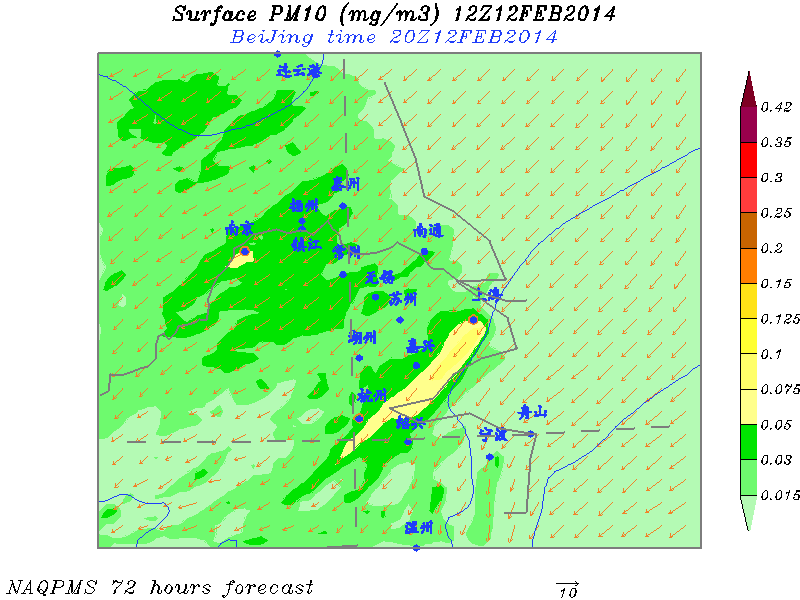 Surface PM10 (mg/m3) 12Z12FEB2014
BeiJing time 20Z12FEB2014
连云港
0.42
0.35
0.3
0.25
0.2
0.15
0.125
0.1
0.075
0.05
0.03
0.015
泰州
扬州
南京
镇江
常州
南通
无锡
苏州
上海
湖州
嘉兴
杭州
绍兴
舟山
宁波
温州
NAQPMS 72 hours forecast
10